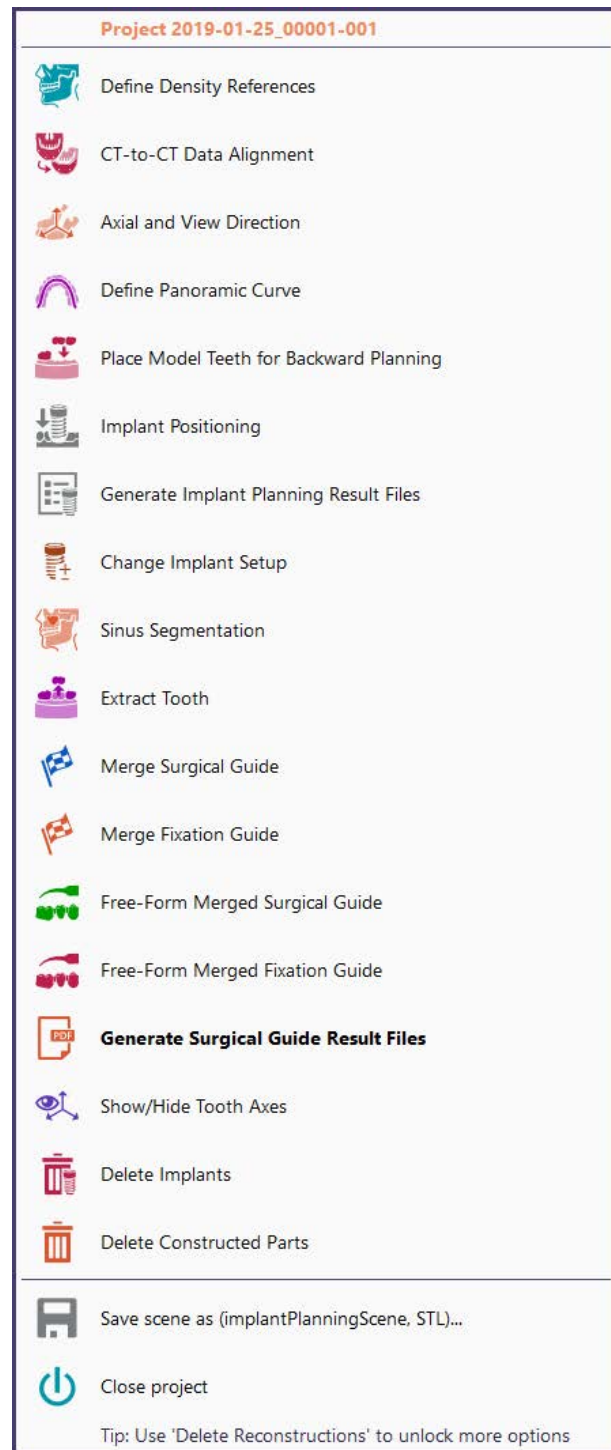 Project 2019-01-25_00001-001
Define Density References
CT-to-CT Data Alignment
Axial and View Direction
Define Panoramic Curve
Place Model Teeth for Backward Planning
Implant Positioning
Generate Implant Planning Result Files
Change Implant Setup
Sinus Segmentation
Extract Tooth
Merge Surgical Guide
Merge Fixation Guide
Free-Form Merged Surgical Guide
Free-Form Merged Fixation Guide
PDF
Generate Surgical Guide Result Files
Show/Hide Tooth Axes
Delete Implants
Delete Constructed Parts
Save scene as (implantPlanningScene, STL)...
Close project
Tip: Use 'Delete Reconstructions' to unlock more options